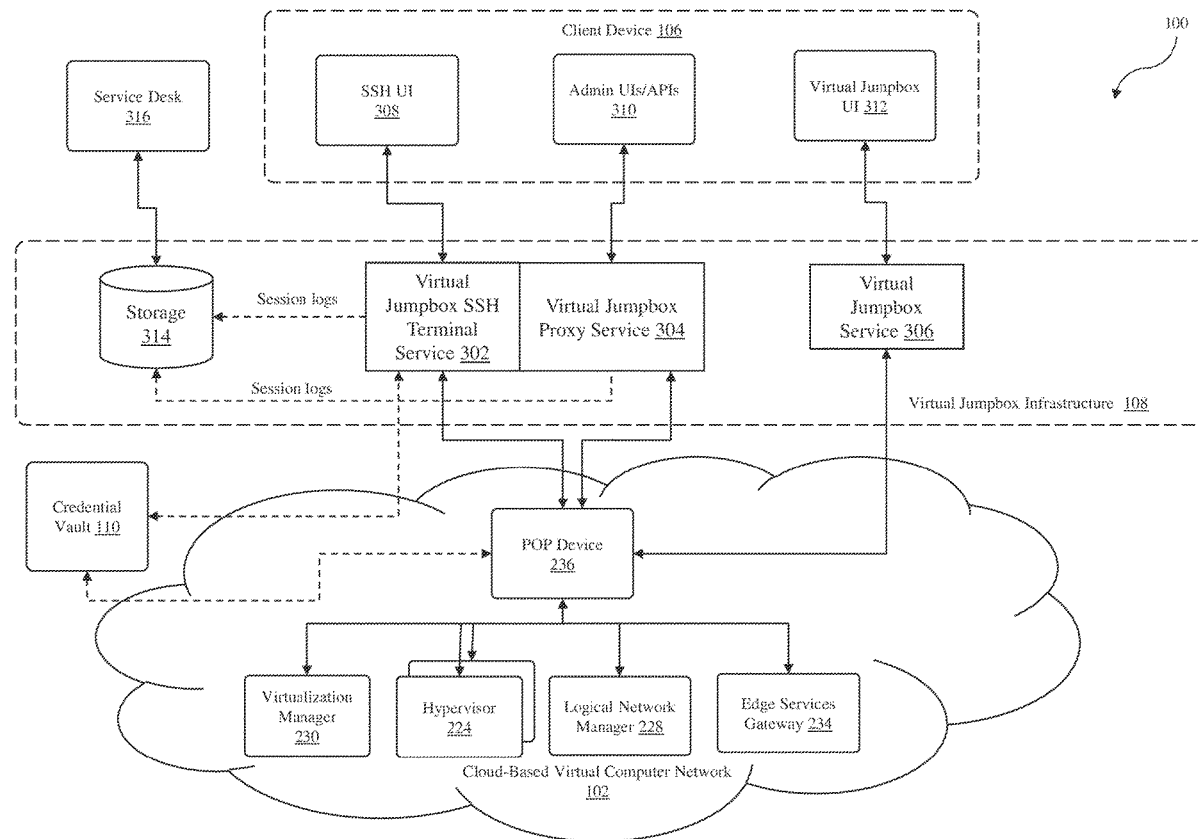 Client Device 106
100
Service Desk
316
SSH UI
308
Admin UIs/APIs
310
Virtual Jumpbox
UI 312
Storage
314
Session logs
Session logs
Virtual
Jumpbox SSH
Terminal
Service 302
Virtual Jumpbox
Proxy Service 304
Virtual
Jumpbox
Service 306
Virtual Jumpbox Infrastructure 108
Credential
Vault 110
POP Device
236
Virtualization
Manager
230
Hypervisor
224
Logical Network
Manager 228
Edge Services
Gateway 234
Cloud-Based Virtual Computer Network
102